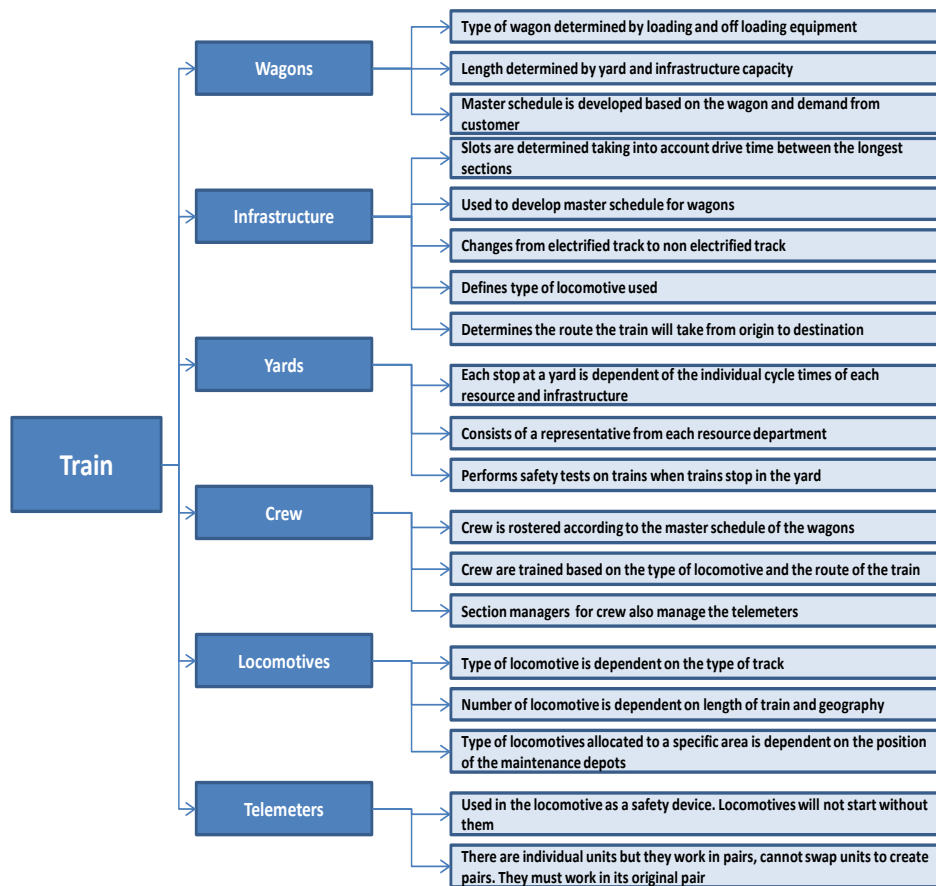 Train
Wagons
Type of wagon determined by loading and off loading equipment
Length determined by yard and infrastructure capacity
Master schedule is developed based on the wagon and demand from
customer
Infrastructure
Slots are determined taking into account drive time between the longest
sections
Used to develop master schedule for wagons
Changes from electrified track to non electrified track
Defines type of locomotive used
Determines the route the train will take from origin to destination
Yards
Each stop at a yard is dependent of the individual cycle times of each
resource and infrastructure
Consists of a representative from each resource department
Performs safety tests on trains when trains stop in the yard
Crew
Crew is rostered according to the master schedule of the wagons
Crew are trained based on the type of locomotive and the route of the train
Section managers for crew also manage the telemeters
Locomotives
Type of locomotive is dependent on the type of track
Number of locomotive is dependent on length of train and geography
Type of locomotives allocated to a specific area is dependent on the position
of the maintenance depots
Telemeters
Used in the locomotive as a safety device. Locomotives will not start without
them
There are individual units but they work in pairs, cannot swap units to create
pairs. They must work in its original pair